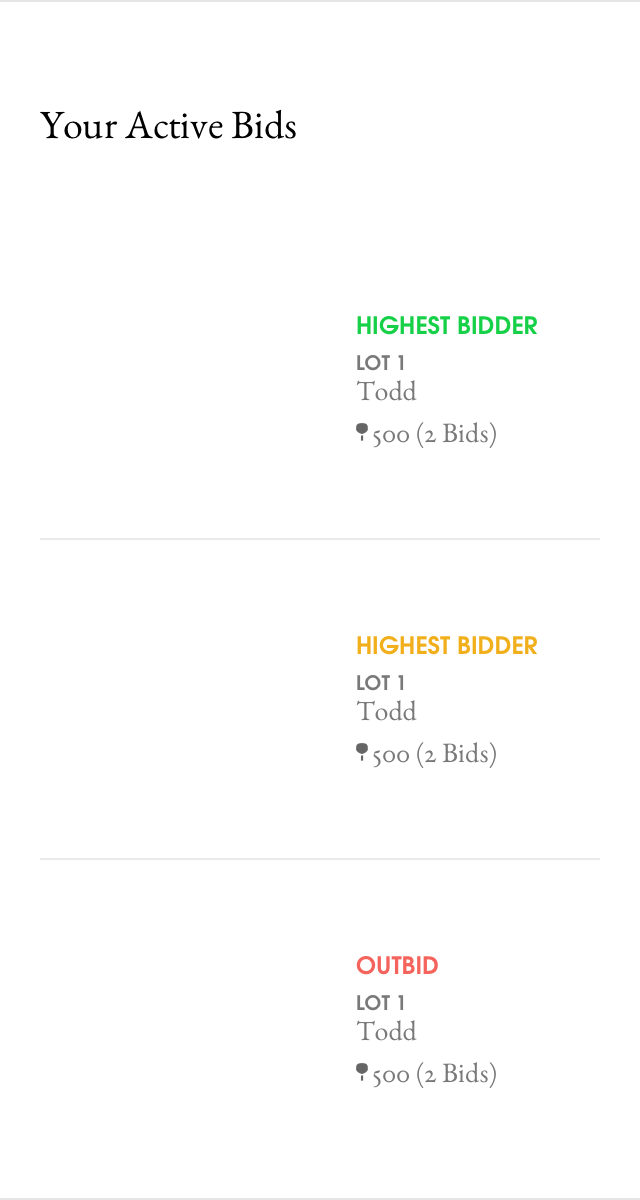 Your Active Bids
HIGHEST BIDDER
LOT 1
Todd
500 (2 Bids)
HIGHEST BIDDER
LOT 1
Todd
500 (2 Bids)
OUTBID
LOT 1
Todd
500 (2 Bids)